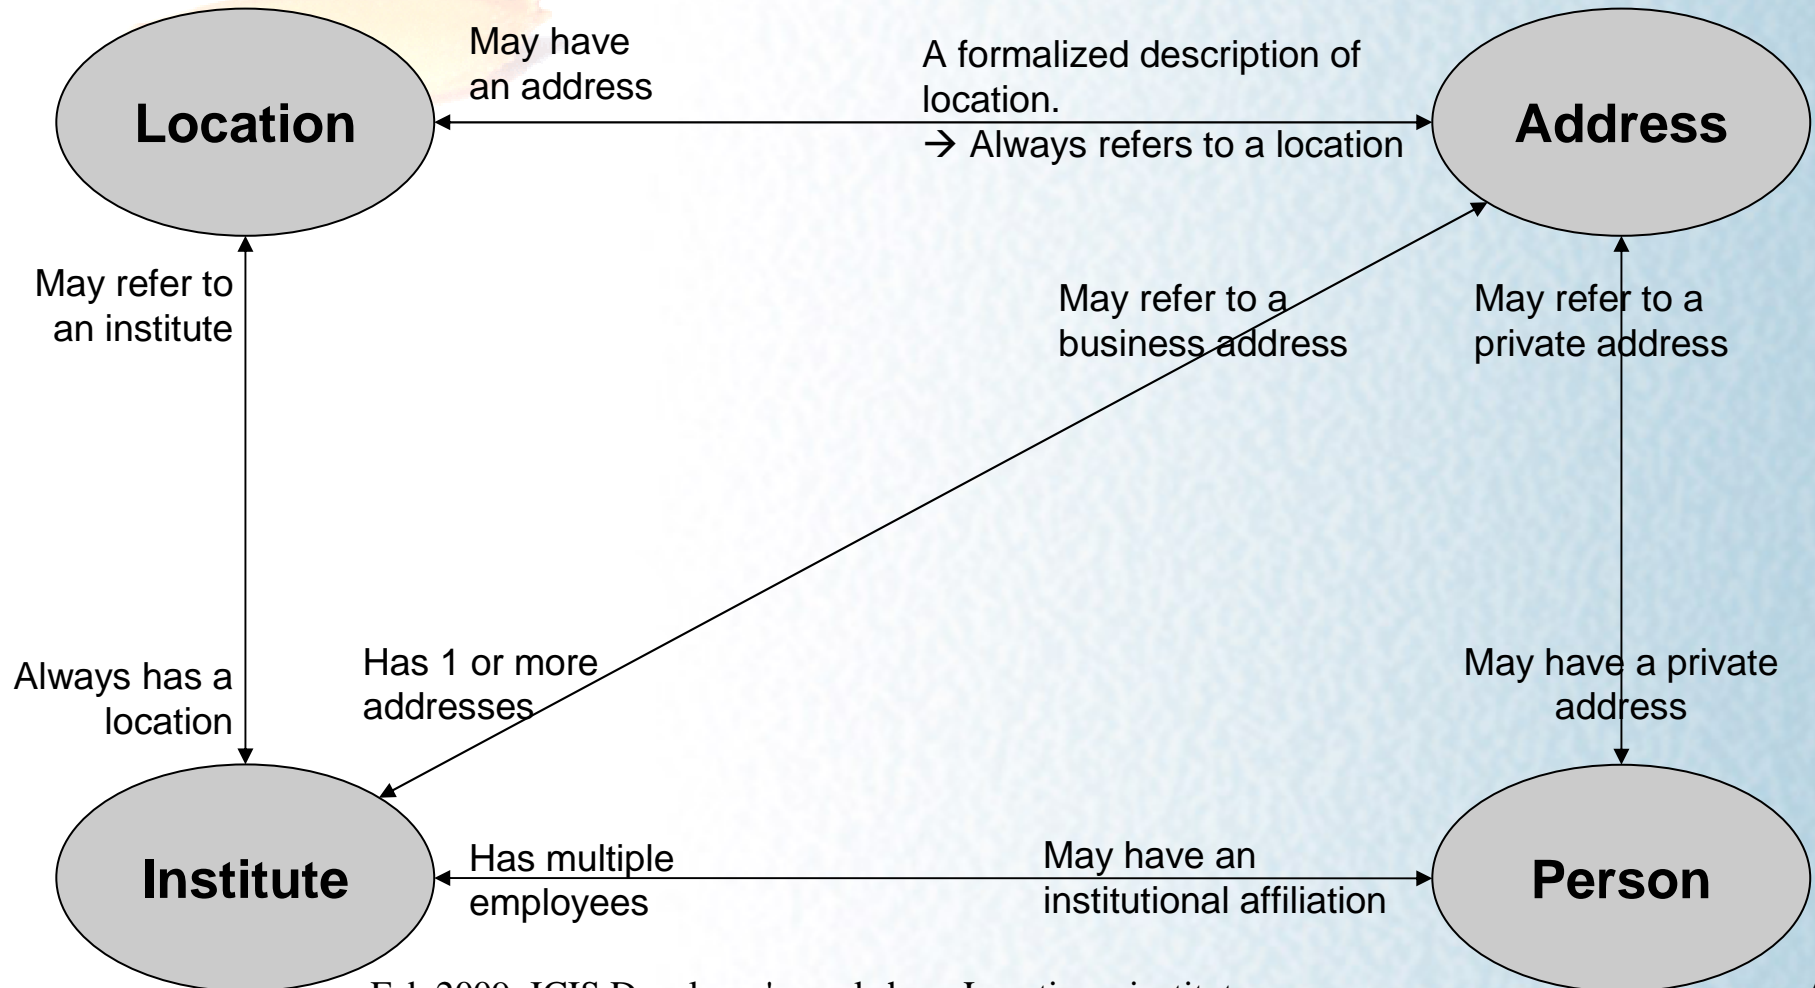 May have
an address
A formalized description of
location.
→ Always refers to a location
Location
Address
May refer to
an institute
May refer to a
business address
May refer to a
private address
Always has a
location
Has 1 or more
addresses
May have a private
address
Institute
Has multiple
employees
May have an
institutional affiliation
Person
2009